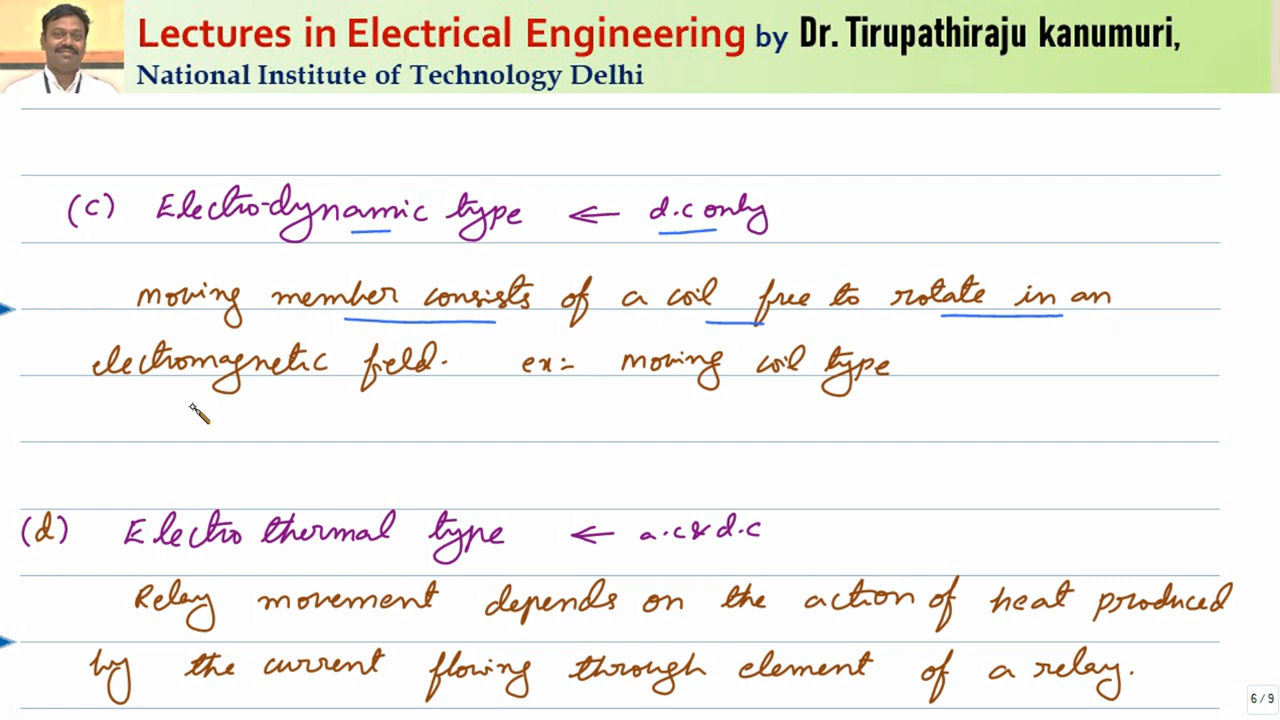 Lectures in Electrical Engineering by Dr. Tirupathiraju kanumuri,
National Institute of Technology Delhi
(c) Electro-dynamic type ← d.c only
moving member consists of a coil free to rotate in an
electromagnetic field. ex:- moving coil type
(d) Electro thermal type ← a.c & d.c
Relay movement depends on the action of heat produced
by the current flowing through element of a relay.
6 / 9